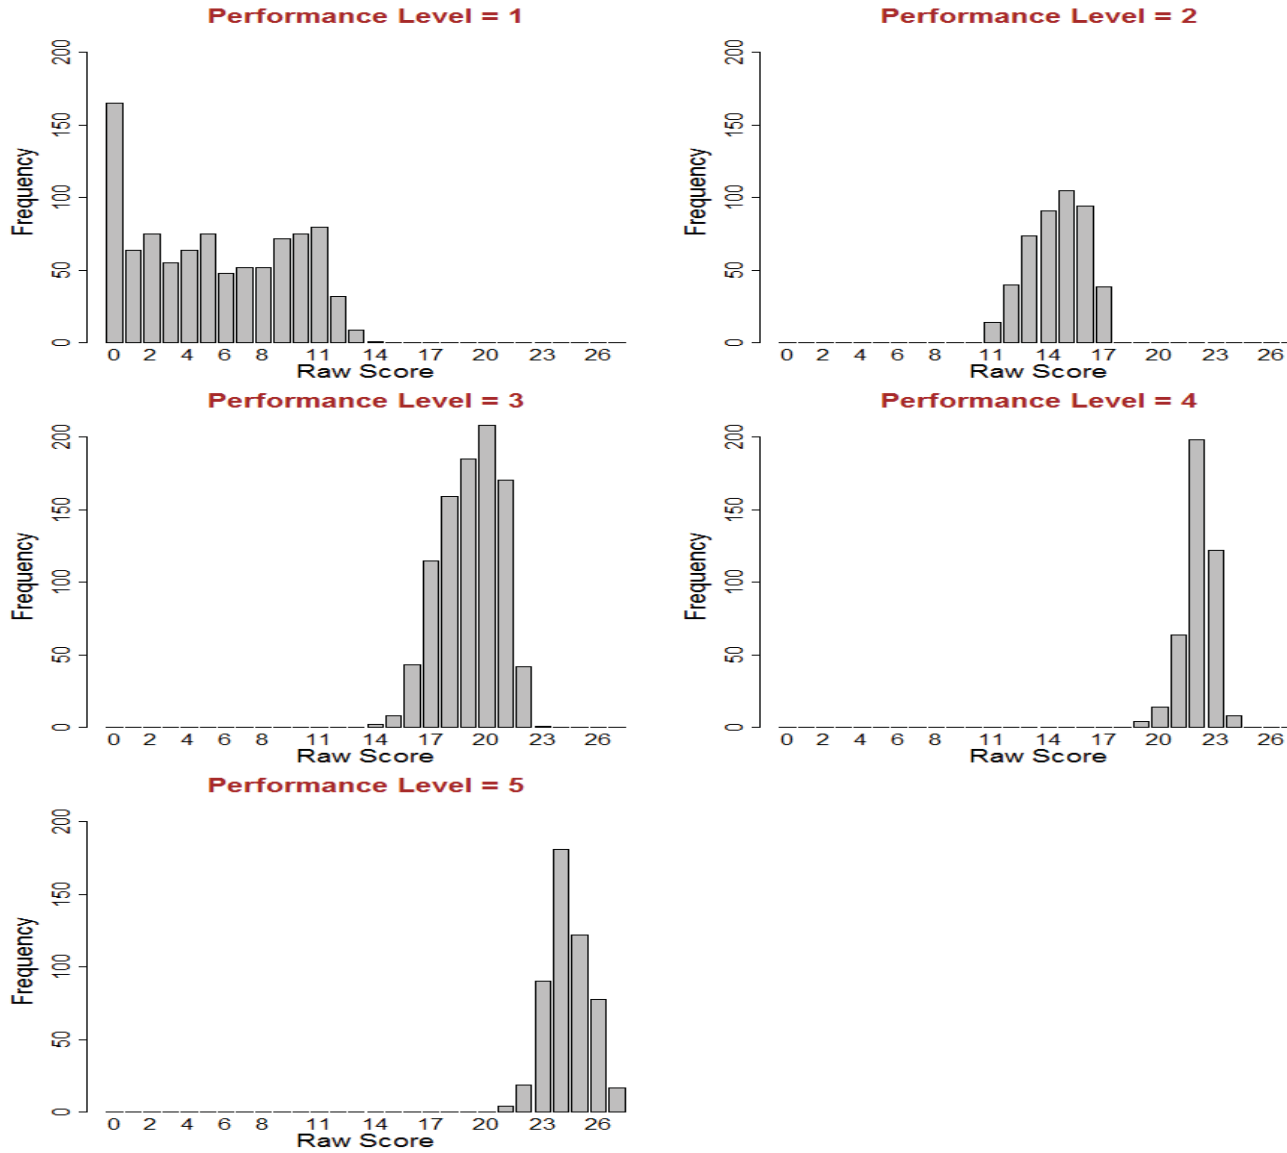 Performance Level = 1
200
150
100
50
0
Frequency
0 2 4 6 8 11 14 17 20 23 26
Raw Score
Performance Level = 2
200
150
100
50
0
Frequency
0 2 4 6 8 11 14 17 20 23 26
Raw Score
Performance Level = 3
200
150
100
50
0
Frequency
0 2 4 6 8 11 14 17 20 23 26
Raw Score
Performance Level = 4
200
150
100
50
0
Frequency
0 2 4 6 8 11 14 17 20 23 26
Raw Score
Performance Level = 5
200
150
100
50
0
Frequency
0 2 4 6 8 11 14 17 20 23 26
Raw Score